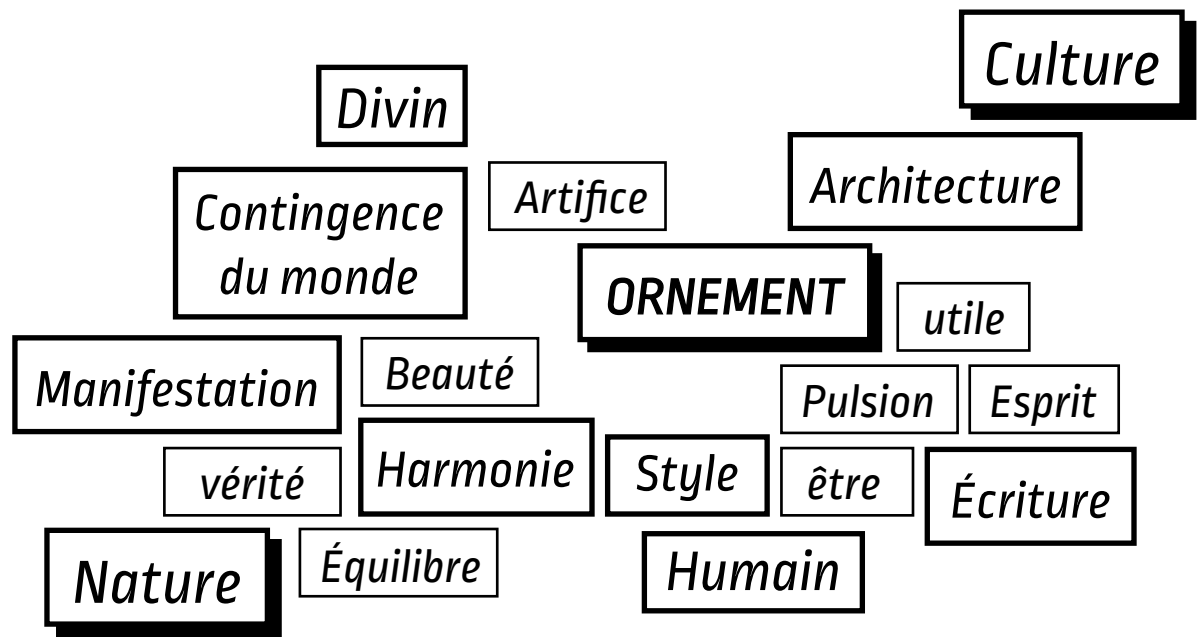 Culture
Divin
Artifice
Architecture
Contingence
du monde
ORNEMENT
utile
Manifestation
Beauté
Pulsion
Esprit
vérité
Harmonie
Style
être
Écriture
Nature
Équilibre
Humain